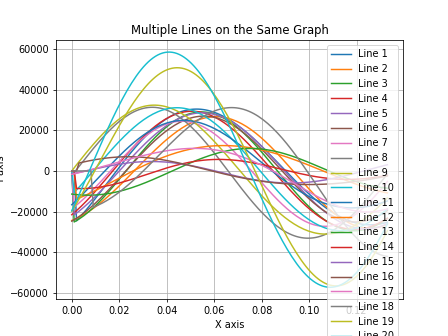 Multiple Lines on the Same Graph
60000
40000
20000
0
−20000
−40000
−60000
0.00
0.02
0.04
0.06
0.08
0.10
X axis
Line 1
Line 2
Line 3
Line 4
Line 5
Line 6
Line 7
Line 8
Line 9
Line 10
Line 11
Line 12
Line 13
Line 14
Line 15
Line 16
Line 17
Line 18
Line 19
Line 20